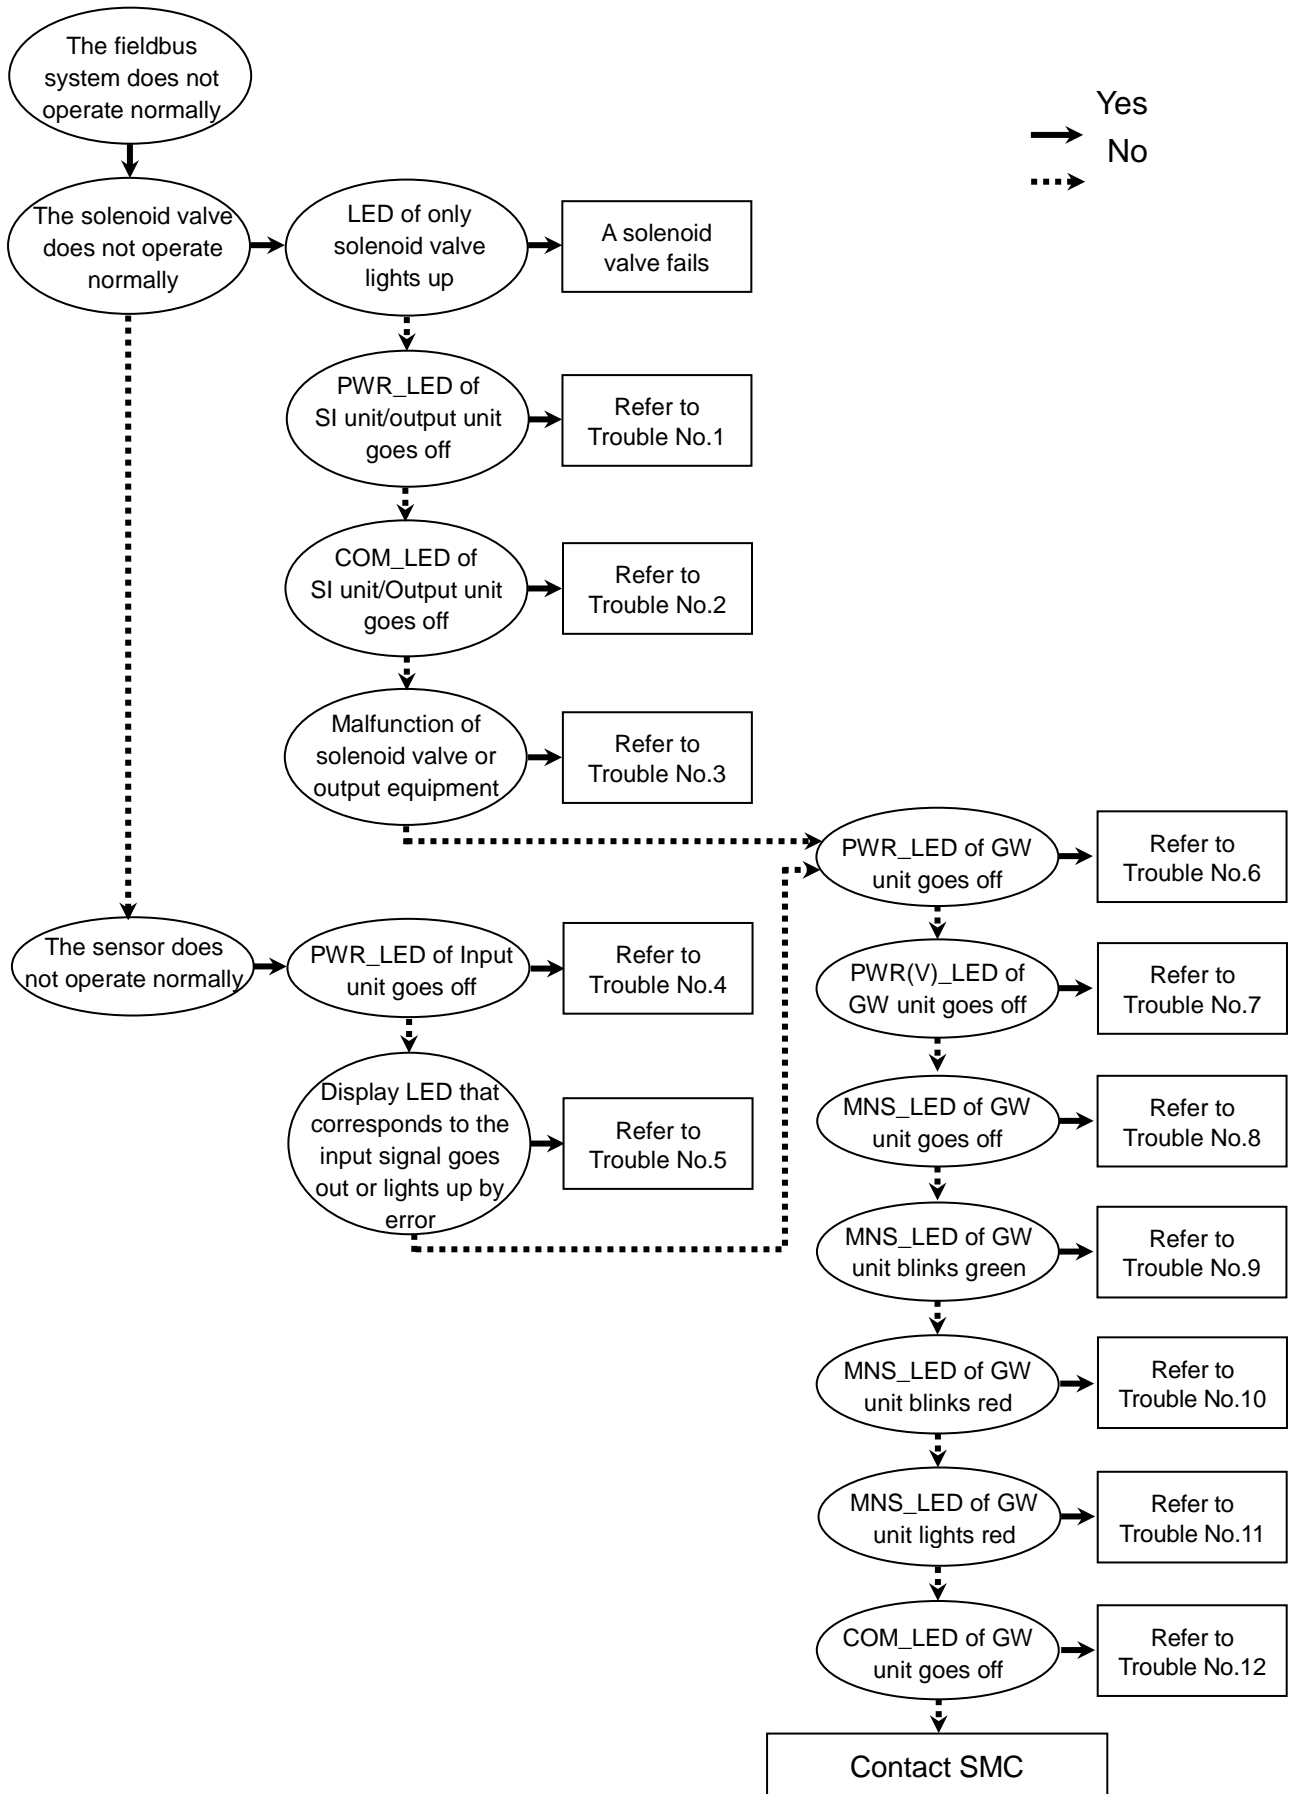 The fieldbus
system does not
operate normally
Yes
No
The solenoid valve
does not operate
normally
LED of only
solenoid valve
lights up
A solenoid
valve fails
PWR_LED of
SI unit/output unit
goes off
Refer to
Trouble No.1
COM_LED of
SI unit/Output unit
goes off
Refer to
Trouble No.2
Malfunction of
solenoid valve or
output equipment
Refer to
Trouble No.3
The sensor does
not operate normally
PWR_LED of Input
unit goes off
Refer to
Trouble No.4
Display LED that
corresponds to the
input signal goes
out or lights up by
error
Refer to
Trouble No.5
PWR_LED of GW
unit goes off
Refer to
Trouble No.6
PWR(V)_LED of
GW unit goes off
Refer to
Trouble No.7
MNS_LED of GW
unit goes off
Refer to
Trouble No.8
MNS_LED of GW
unit blinks green
Refer to
Trouble No.9
MNS_LED of GW
unit blinks red
Refer to
Trouble No.10
MNS_LED of GW
unit lights red
Refer to
Trouble No.11
COM_LED of GW
unit goes off
Refer to
Trouble No.12
Contact SMC